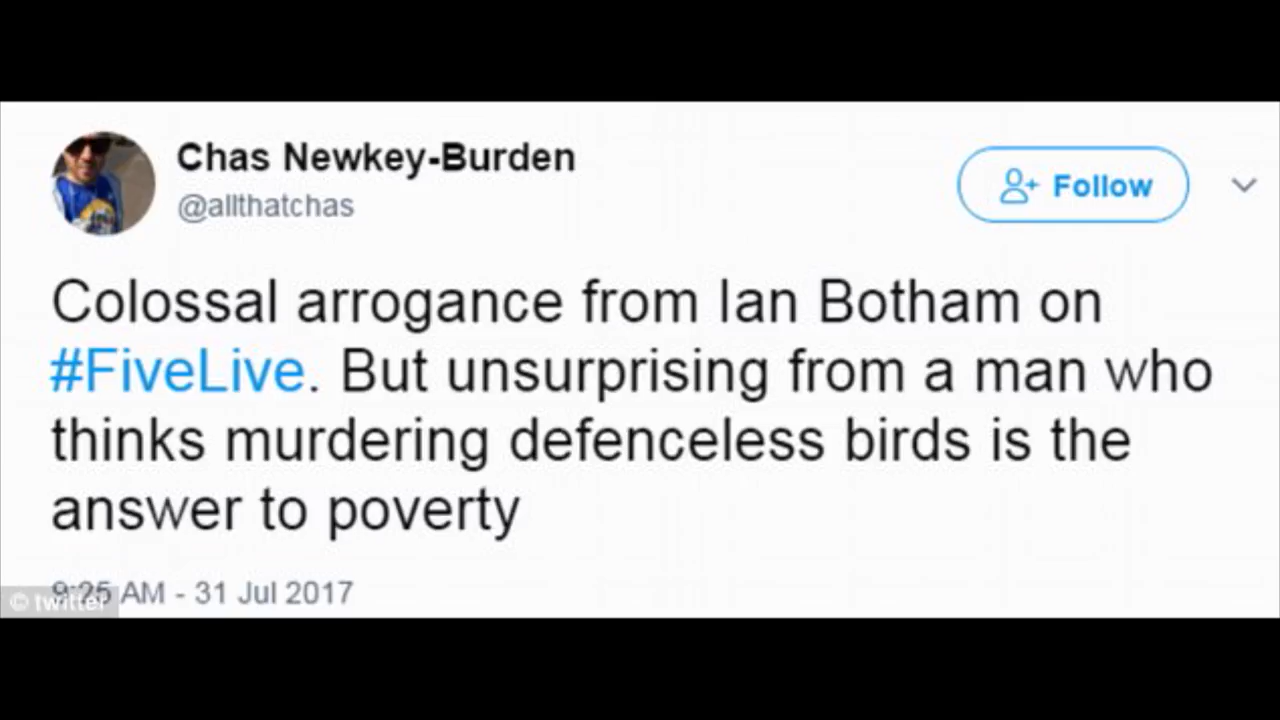 Chas Newkey-Burden
@allthatchas
Follow
Colossal arrogance from Ian Botham on
#FiveLive. But unsurprising from a man who
thinks murdering defenceless birds is the
answer to poverty
9:25 AM - 31 Jul 2017
© twitter